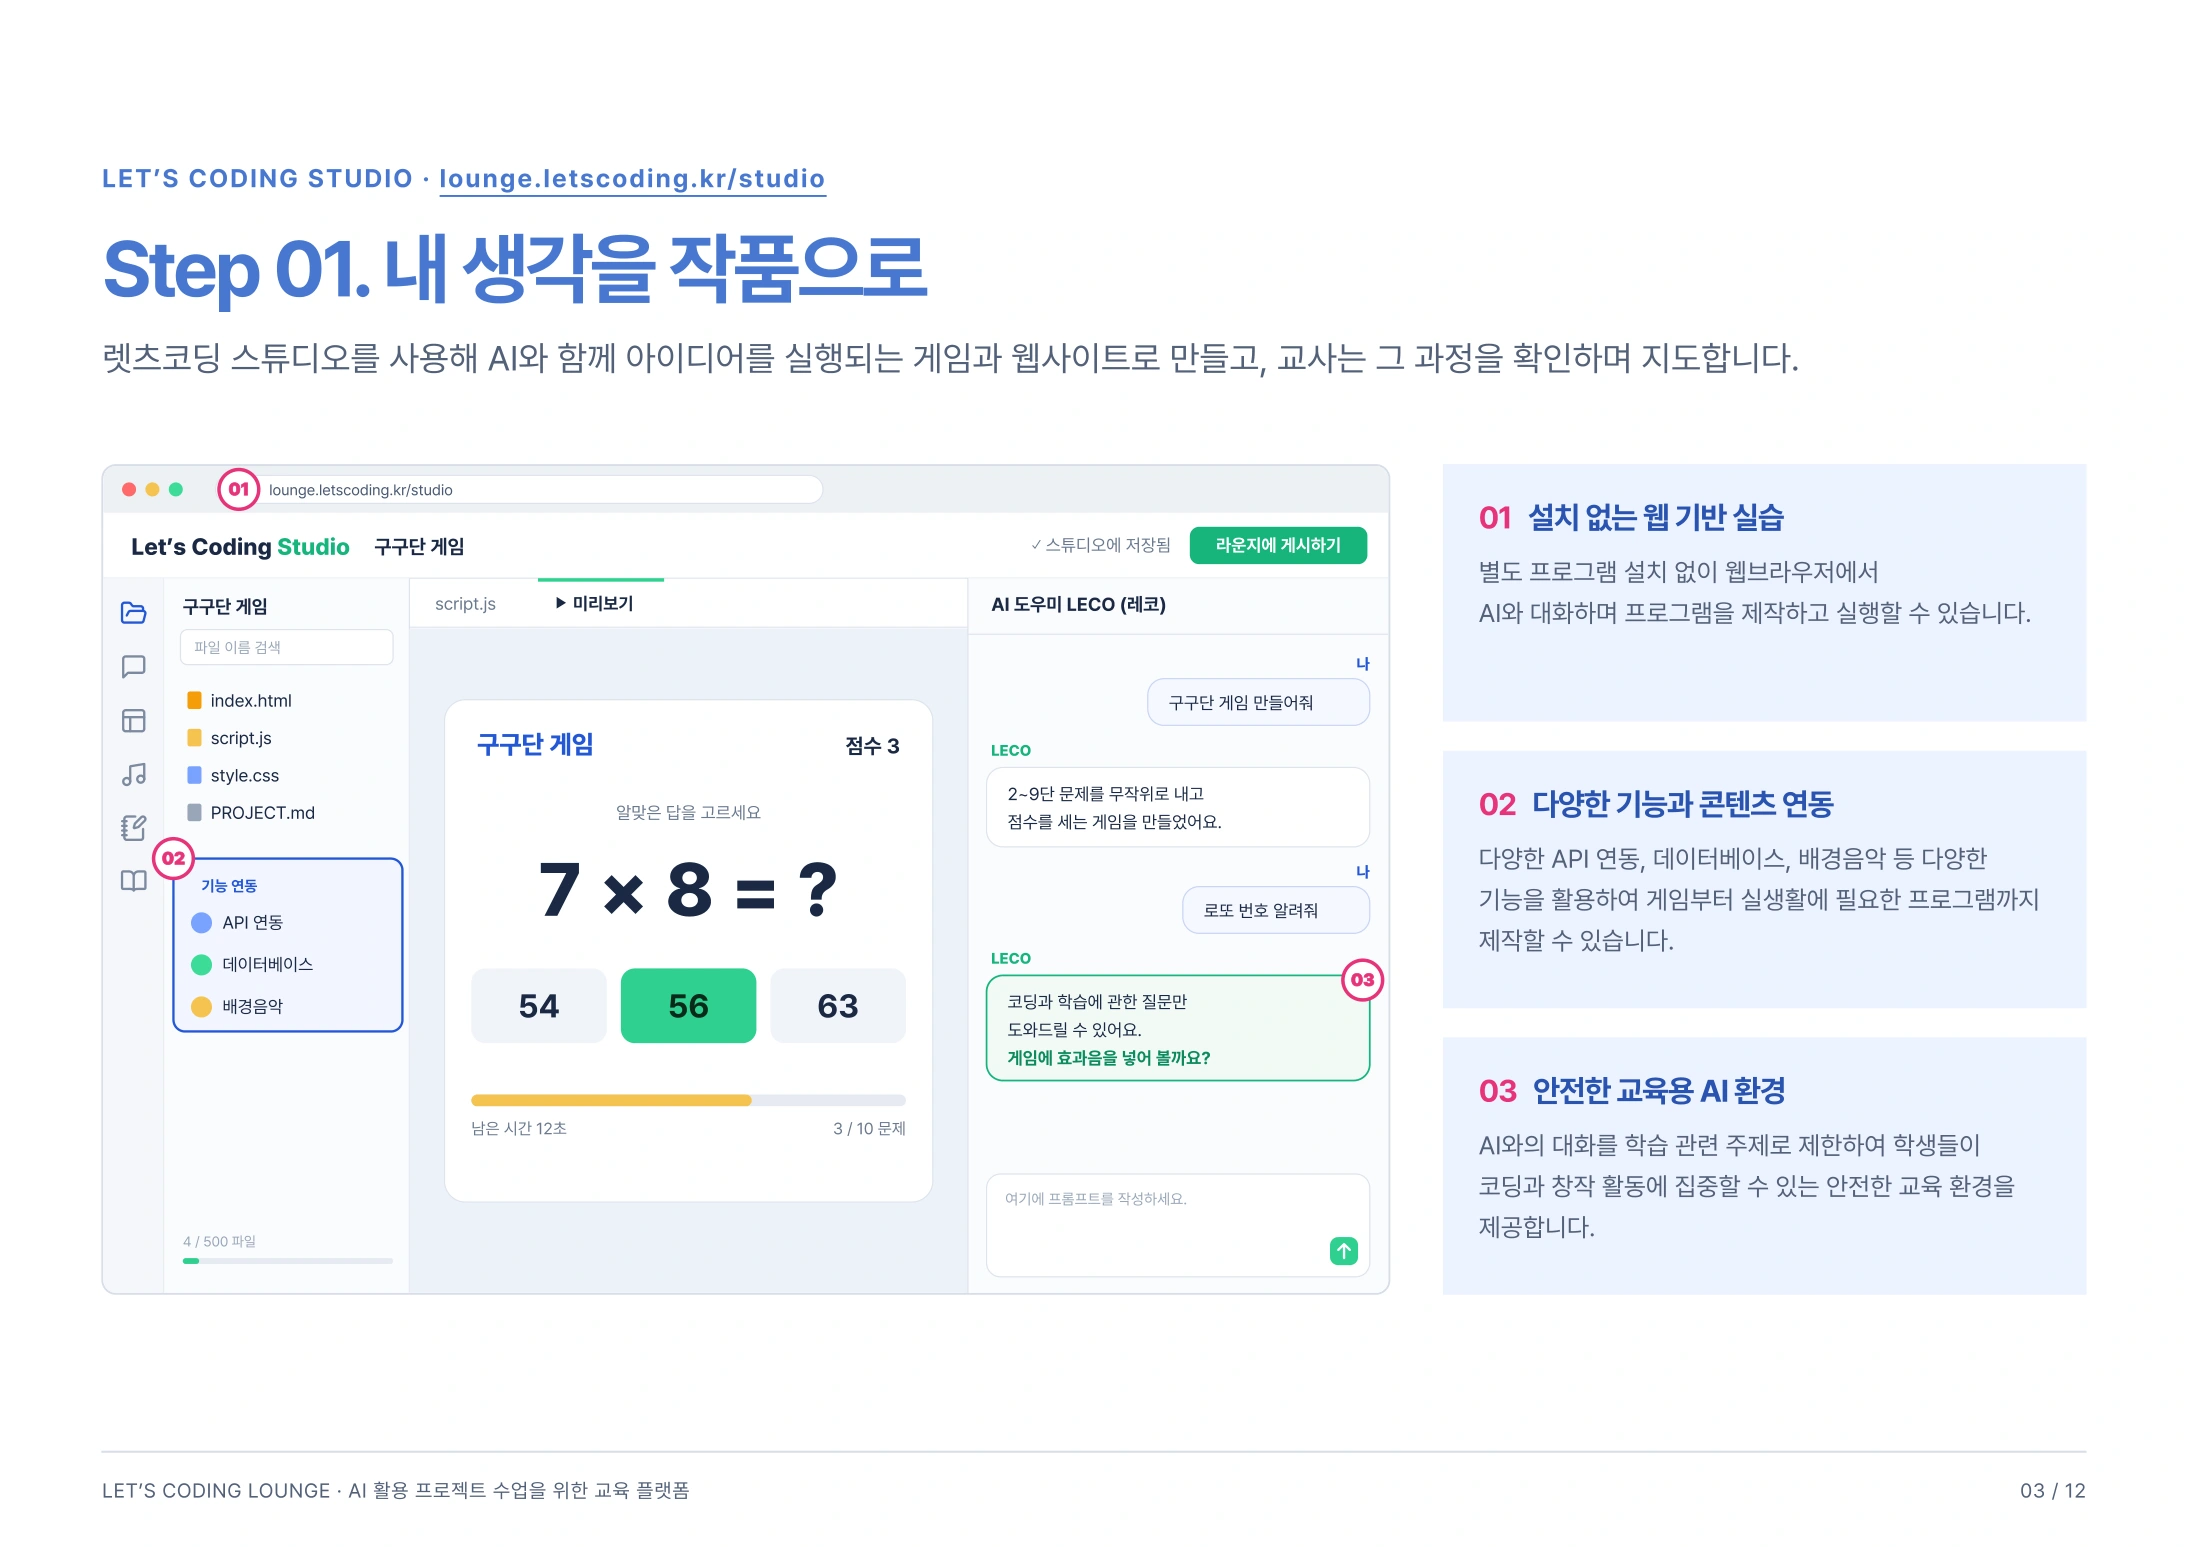 LET’S CODING STUDIO · lounge.letscoding.kr/studio
Step 01. 내 생각을 작품으로
렛츠코딩 스튜디오를 사용해 AI와 함께 아이디어를 실행되는 게임과 웹사이트로 만들고, 교사는 그 과정을 확인하며 지도합니다.
01 lounge.letscoding.kr/studio
Let’s Coding Studio 구구단 게임
✓ 스튜디오에 저장됨 라운지에 게시하기
구구단 게임
파일 이름 검색
index.html
script.js
style.css
PROJECT.md
02
기능 연동
API 연동
데이터베이스
배경음악
4 / 500 파일
script.js ▶ 미리보기
구구단 게임 점수 3
알맞은 답을 고르세요
7 × 8 = ?
54 56 63
남은 시간 12초 3 / 10 문제
AI 도우미 LECO (레코)
나
구구단 게임 만들어줘
LECO
2~9단 문제를 무작위로 내고
점수를 세는 게임을 만들었어요.
나
로또 번호 알려줘
LECO
03
코딩과 학습에 관한 질문만
도와드릴 수 있어요.
게임에 효과음을 넣어 볼까요?
여기에 프롬프트를 작성하세요.
01 설치 없는 웹 기반 실습
별도 프로그램 설치 없이 웹브라우저에서
AI와 대화하며 프로그램을 제작하고 실행할 수 있습니다.
02 다양한 기능과 콘텐츠 연동
다양한 API 연동, 데이터베이스, 배경음악 등 다양한
기능을 활용하여 게임부터 실생활에 필요한 프로그램까지
제작할 수 있습니다.
03 안전한 교육용 AI 환경
AI와의 대화를 학습 관련 주제로 제한하여 학생들이
코딩과 창작 활동에 집중할 수 있는 안전한 교육 환경을
제공합니다.
LET’S CODING LOUNGE · AI 활용 프로젝트 수업을 위한 교육 플랫폼
03 / 12